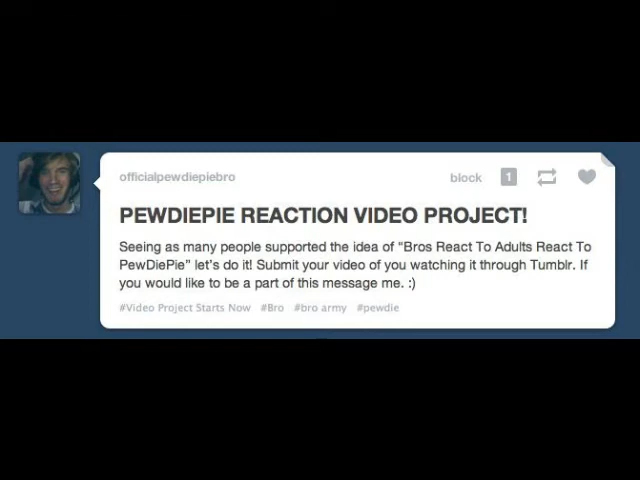 officialpewdiepiebro
block 1
PEWDIEPIE REACTION VIDEO PROJECT!
Seeing as many people supported the idea of “Bros React To Adults React To
PewDiePie” let’s do it! Submit your video of you watching it through Tumblr. If
you would like to be a part of this message me. :)
#Video Project Starts Now #Bro #bro army #pewdie